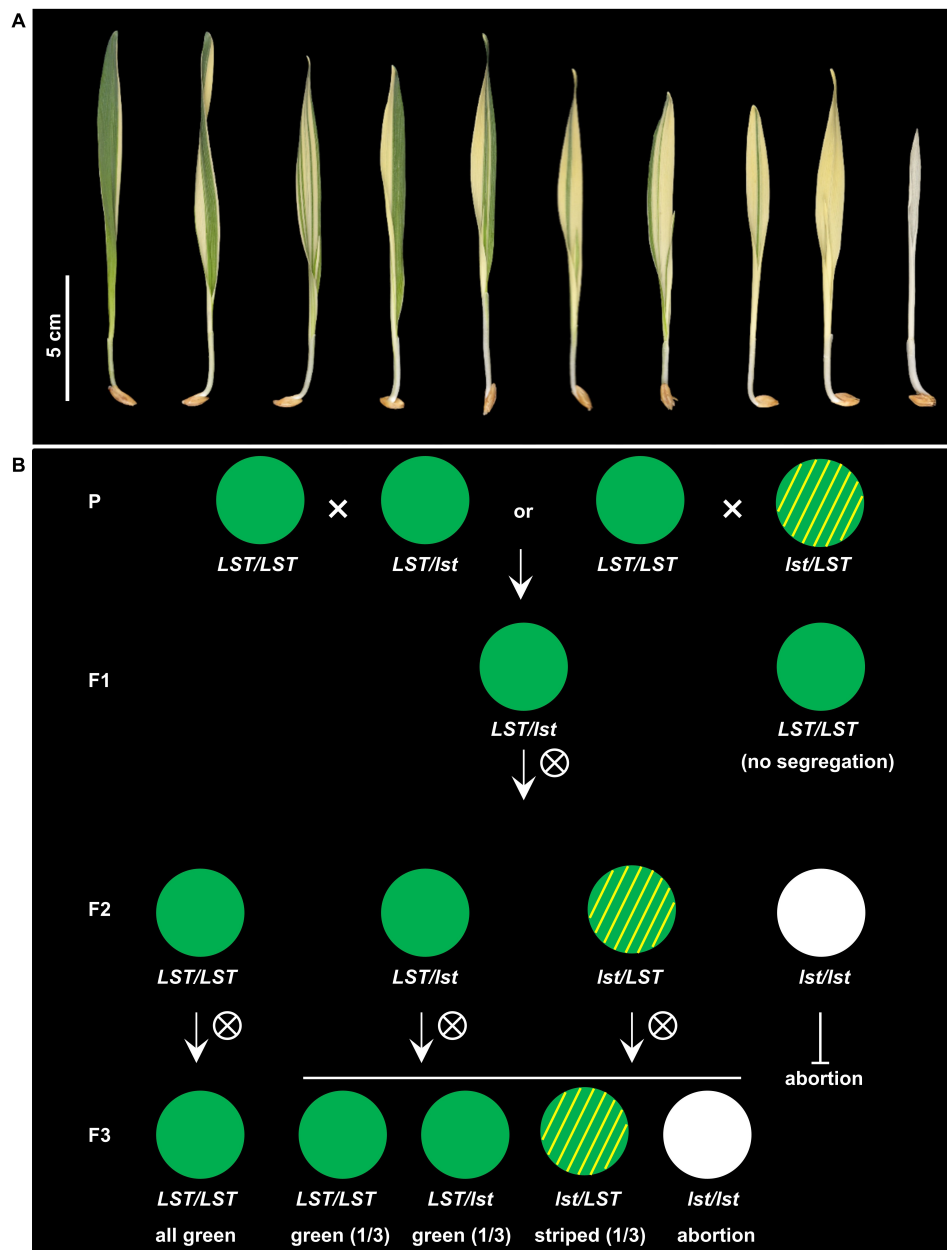 A
5 cm
B
P
or
LST/LST
LST/lst
LST/LST
lst/LST
F1
LST/lst
LST/LST
(no segregation)
F2
LST/LST
LST/lst
lst/LST
lst/lst
abortion
F3
LST/LST
LST/LST
LST/lst
lst/LST
lst/lst
all green
green (1/3)
green (1/3)
striped (1/3)
abortion